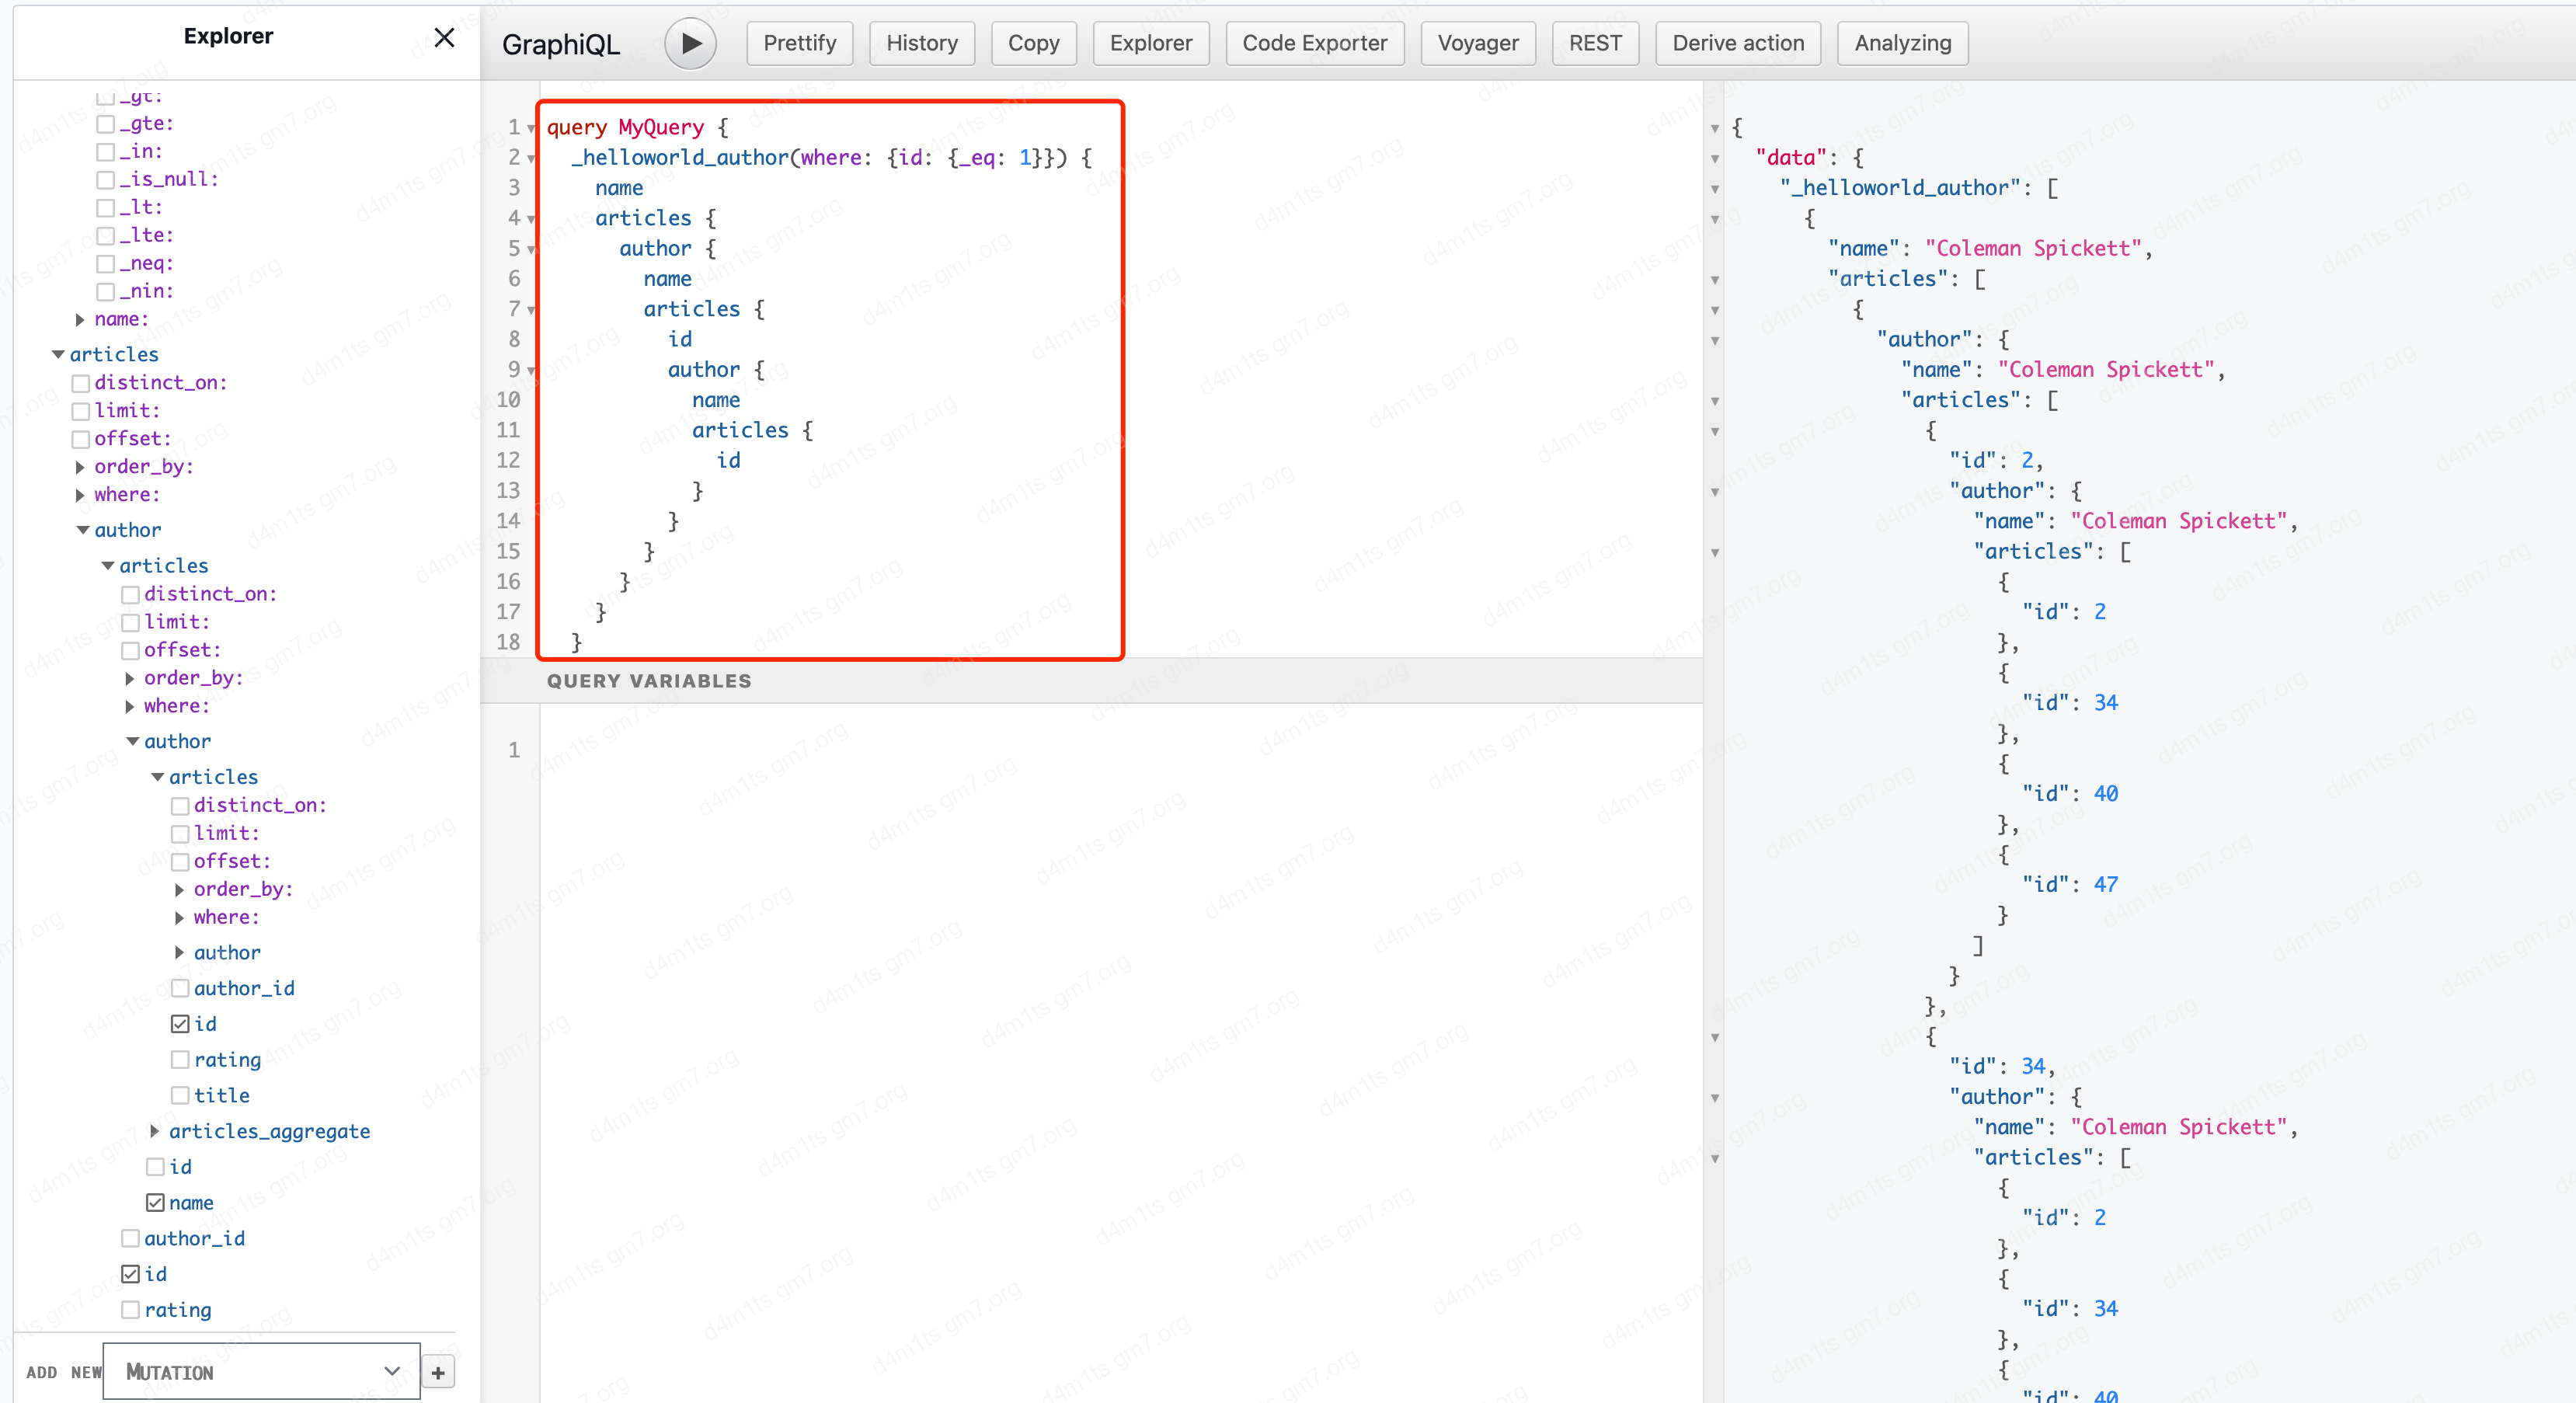 Explorer
_gt:
_gte:
_in:
_is_null:
_lt:
_lte:
_neq:
_nin:
name:
articles
distinct_on:
limit:
offset:
order_by:
where:
author
articles
distinct_on:
limit:
offset:
order_by:
where:
author
articles
distinct_on:
limit:
offset:
order_by:
where:
author
author_id
id
rating
title
articles_aggregate
id
name
author_id
id
rating
ADD NEW MUTATION +
GraphiQL Prettify History Copy Explorer Code Exporter Voyager REST Derive action Analyzing
1 query MyQuery {
2 _helloworld_author(where: {id: {_eq: 1}}) {
3 name
4 articles {
5 author {
6 name
7 articles {
8 id
9 author {
10 name
11 articles {
12 id
13 }
14 }
15 }
16 }
17 }
18 }
QUERY VARIABLES
1
{
"data": {
"_helloworld_author": [
{
"name": "Coleman Spickett",
"articles": [
{
"author": {
"name": "Coleman Spickett",
"articles": [
{
"id": 2,
"author": {
"name": "Coleman Spickett",
"articles": [
{
"id": 2
},
{
"id": 34
},
{
"id": 40
},
{
"id": 47
}
]
}
},
{
"id": 34,
"author": {
"name": "Coleman Spickett",
"articles": [
{
"id": 2
},
{
"id": 34
},
{
"id": 40
d4m1ts gm7.org